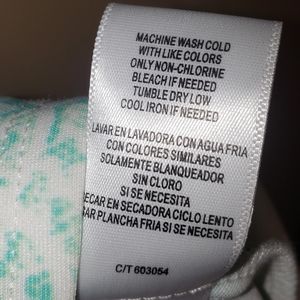 MACHINE WASH COLD
WITH LIKE COLORS
ONLY NON-CHLORINE
BLEACH IF NEEDED
TUMBLE DRY LOW
COOL IRON IF NEEDED
LAVAR EN LAVADORA CON AGUA FRIA
CON COLORES SIMILARES
SOLAMENTE BLANQUEADOR
SIN CLORO
SI SE NECESITA
ECAR EN SECADORA CICLO LENTO
SAR PLANCHA FRIA SI SE NECESITA
C/T 603054